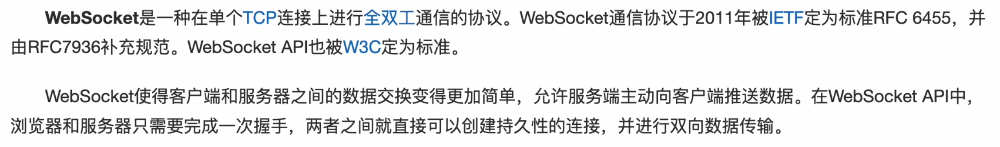 WebSocket是一种在单个TCP连接上进行全双工通信的协议。WebSocket通信协议于2011年被IETF定为标准RFC 6455，并
由RFC7936补充规范。WebSocket API也被W3C定为标准。
WebSocket使得客户端和服务器之间的数据交换变得更加简单，允许服务端主动向客户端推送数据。在WebSocket API中，
浏览器和服务器只需要完成一次握手，两者之间就直接可以创建持久性的连接，并进行双向数据传输。